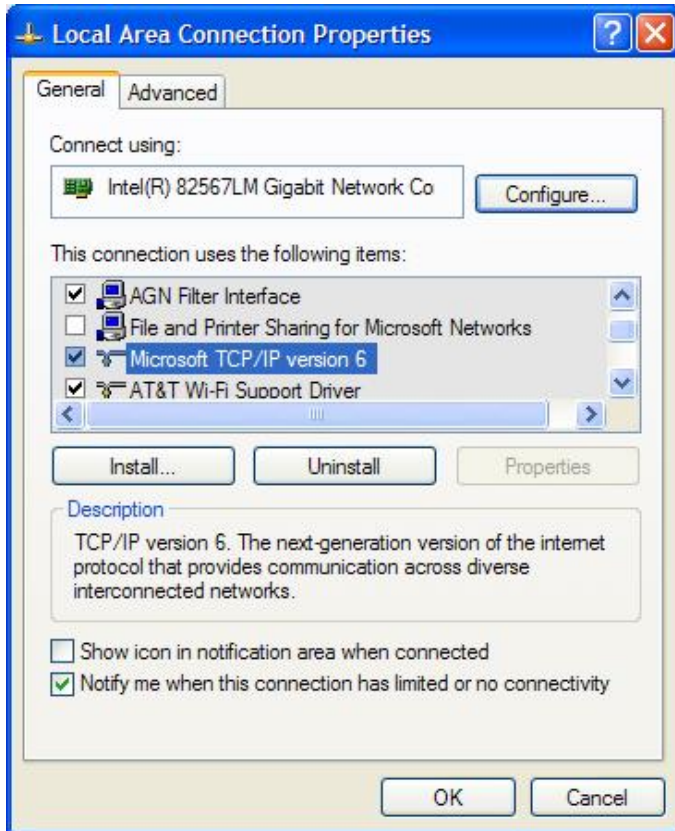 Local Area Connection Properties
General
Advanced
Connect using:
Intel(R) 82567LM Gigabit Network Co
Configure...
This connection uses the following items:
AGN Filter Interface
File and Printer Sharing for Microsoft Networks
Microsoft TCP/IP version 6
AT&T Wi-Fi Support Driver
Install...
Uninstall
Properties
Description
TCP/IP version 6. The next-generation version of the internet
protocol that provides communication across diverse
interconnected networks.
Show icon in notification area when connected
Notify me when this connection has limited or no connectivity
OK
Cancel